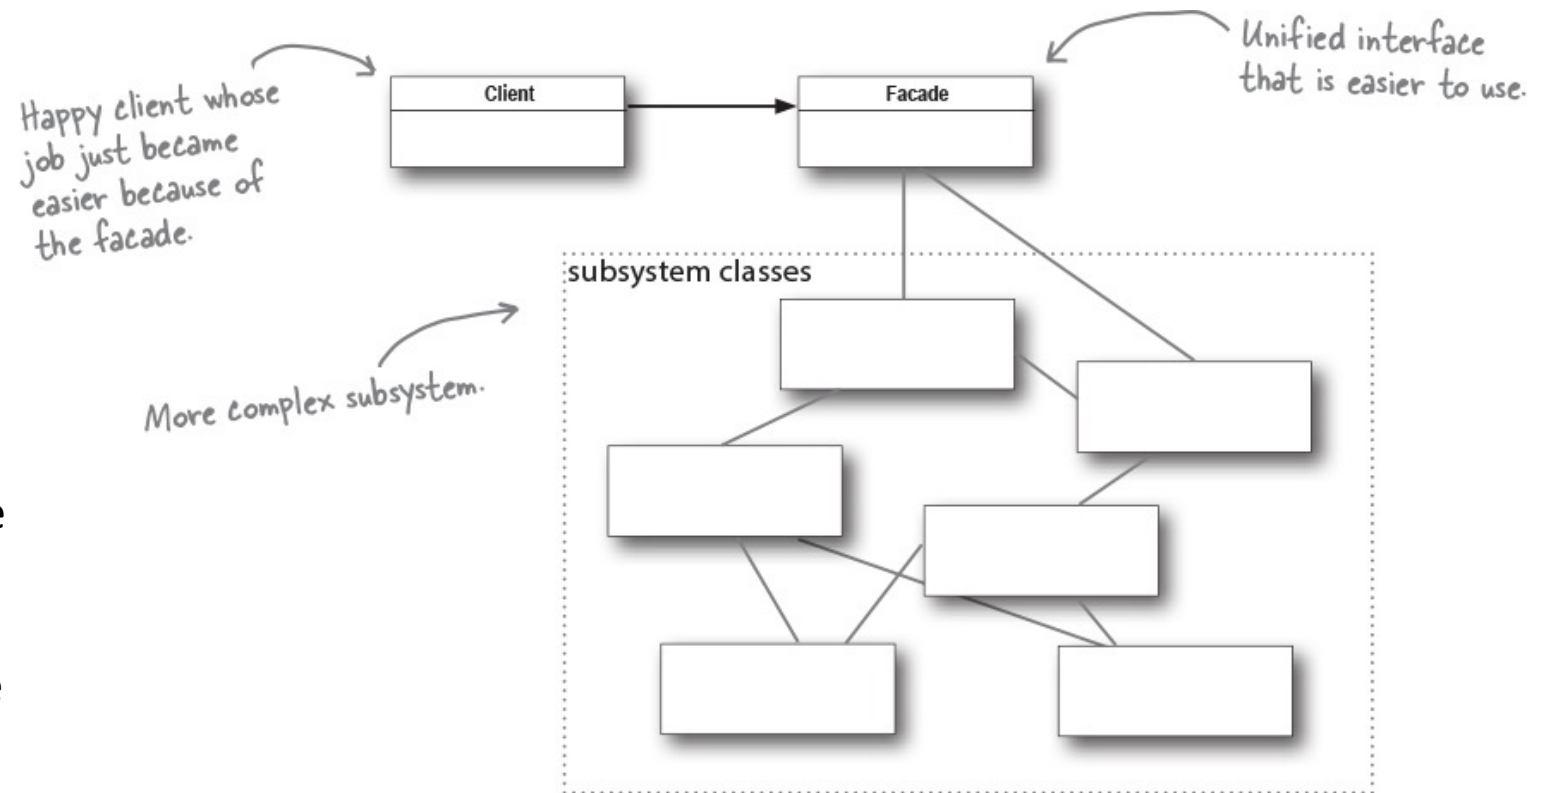 Happy client whose
job just became
easier because of
the facade.
Client
Facade
Unified interface
that is easier to use.
subsystem classes
More complex subsystem.
e
e